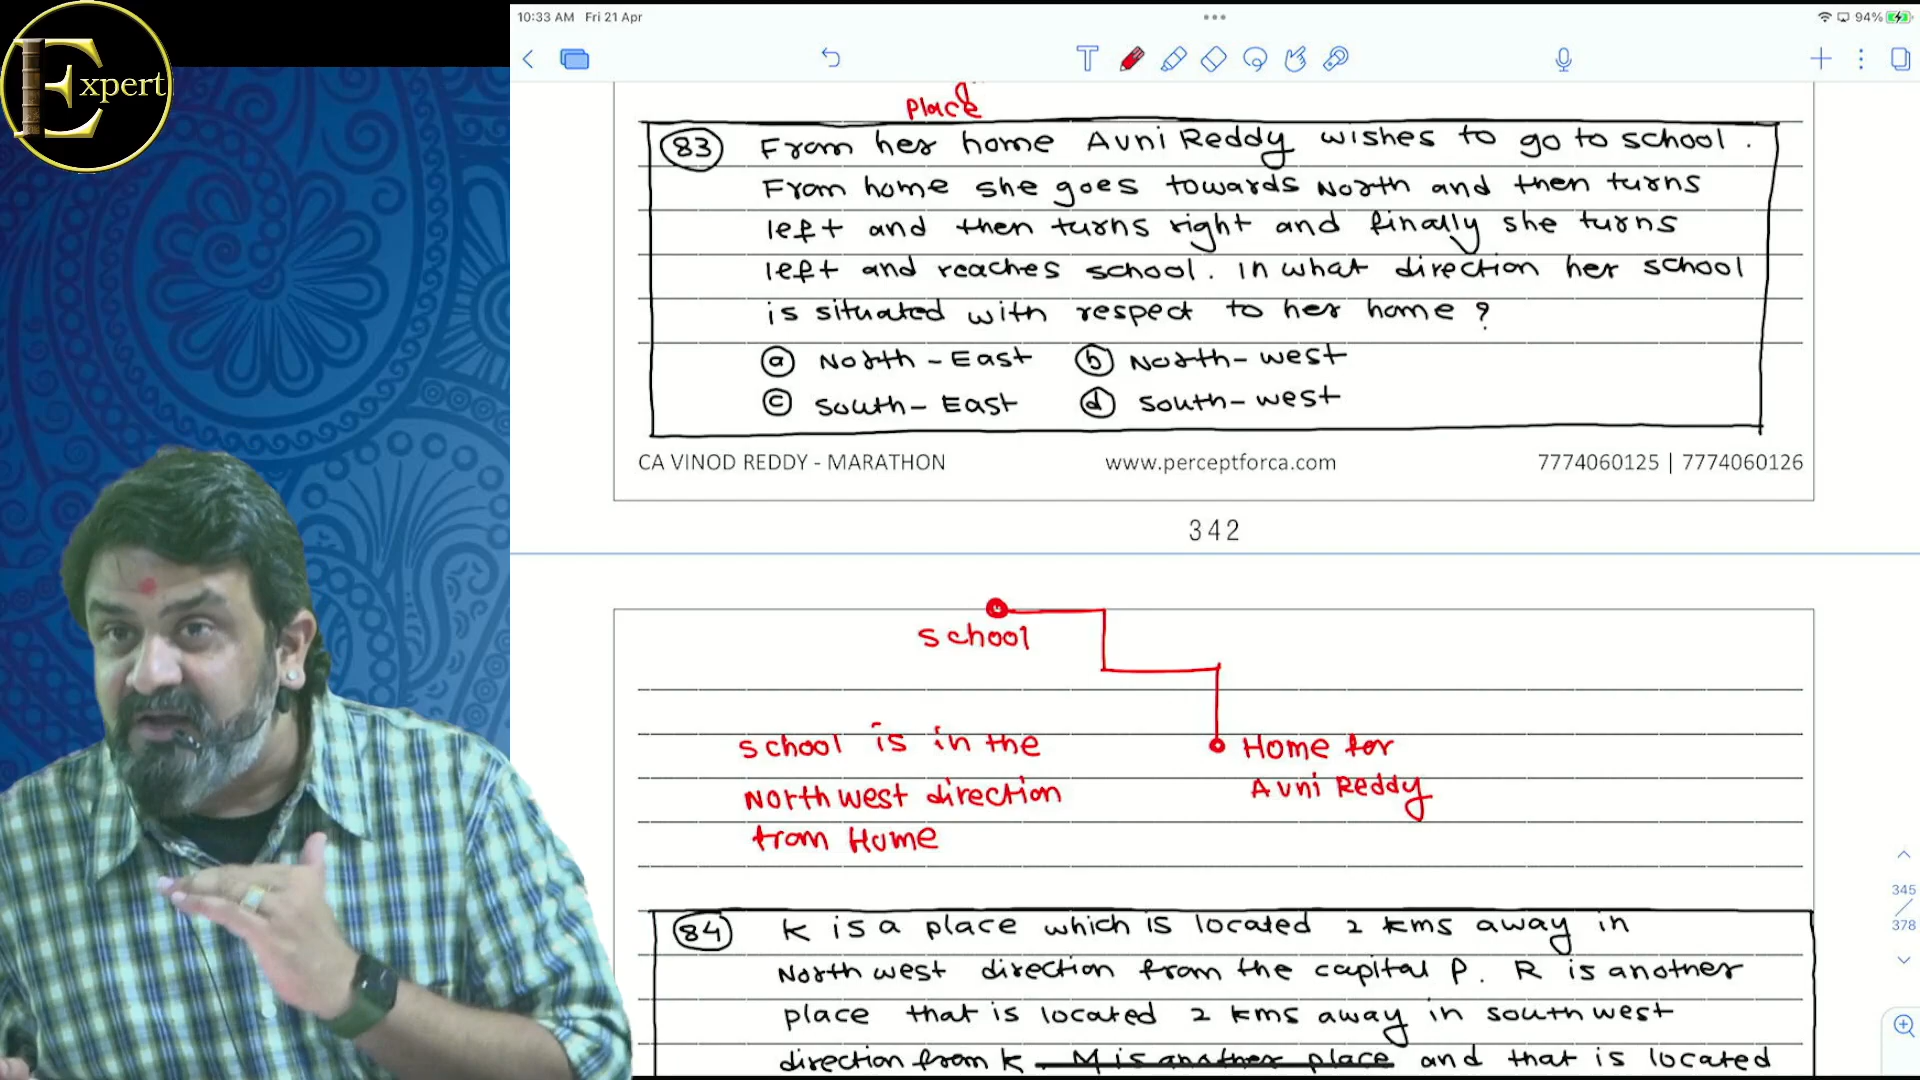 Expert
10:33 AM Fri 21 Apr
94%
T
Place
83 From her home Avni Reddy wishes to go to school.
From home she goes towards North and then turns
left and then turns right and finally she turns
left and reaches school. In what direction her school
is situated with respect to her home?
a North-East b North-west
c South-East d South-west
CA VINOD REDDY - MARATHON www.perceptforca.com 7774060125 | 7774060126
342
School
School is in the
North west direction
from Home
Home for
Avni Reddy
345
378
84 K is a place which is located 2 kms away in
North west direction from the capital P. R is another
place that is located 2 kms away in south west
direction from K M is another place and that is located